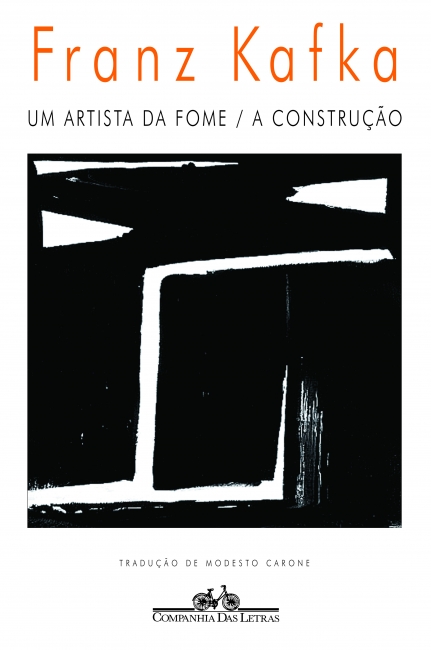 Franz Kafka
UM ARTISTA DA FOME / A CONSTRUÇÃO
TRADUÇÃO DE MODESTO CARONE
COMPANHIA DAS LETRAS